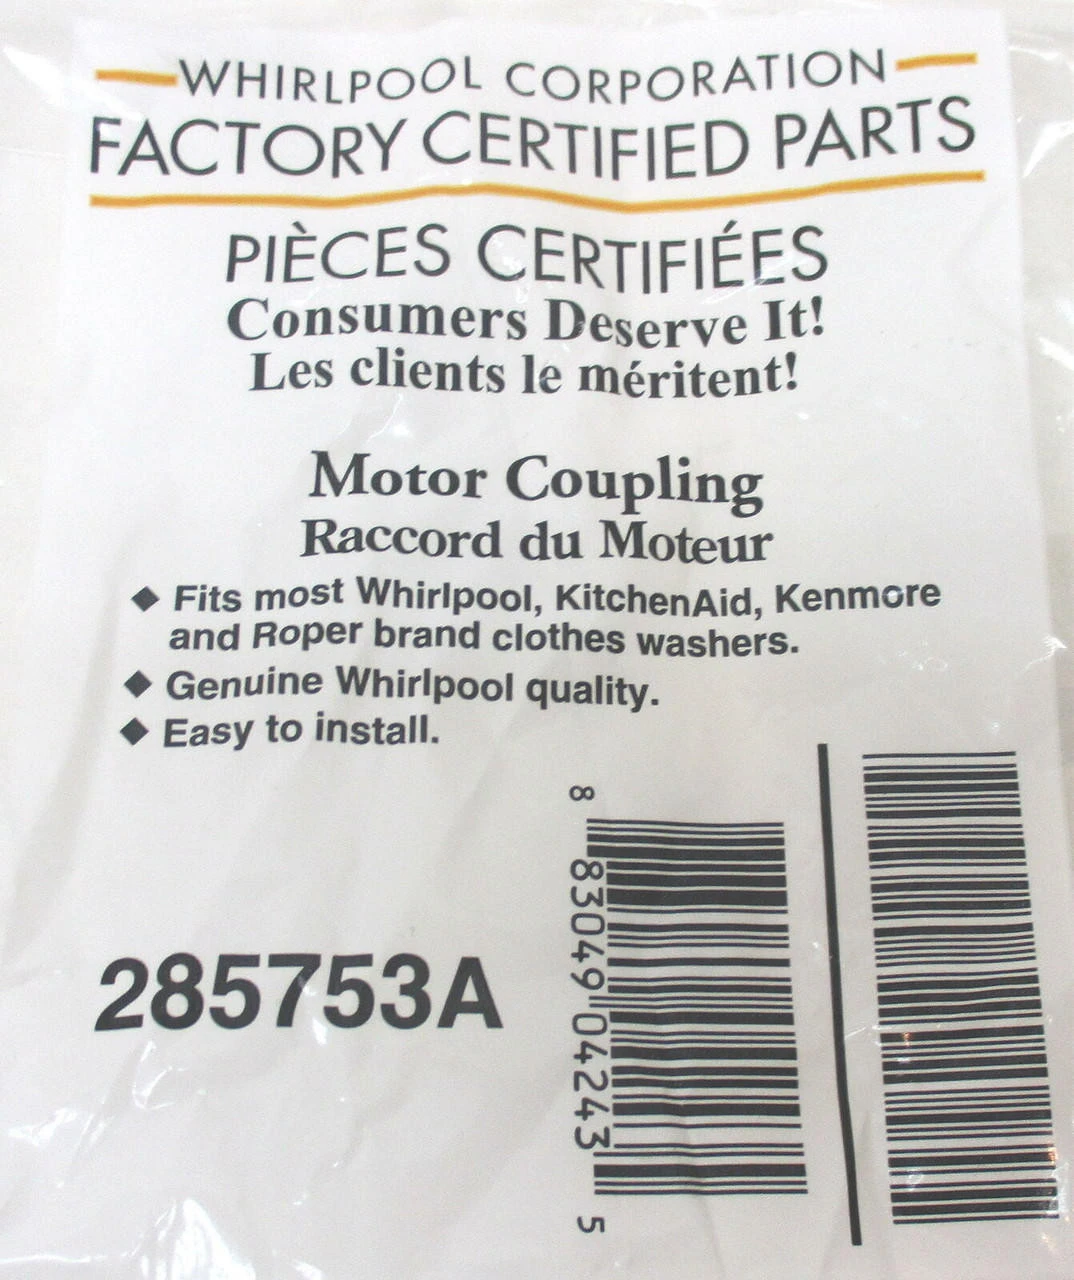 WHIRLPOOL CORPORATION
FACTORY CERTIFIED PARTS
PIÈCES CERTIFIÉES
Consumers Deserve It!
Les clients le méritent!
Motor Coupling
Raccord du Moteur
◆ Fits most Whirlpool, KitchenAid, Kenmore
and Roper brand clothes washers.
◆ Genuine Whirlpool quality.
◆ Easy to install.
285753A
8 83049 04243 5